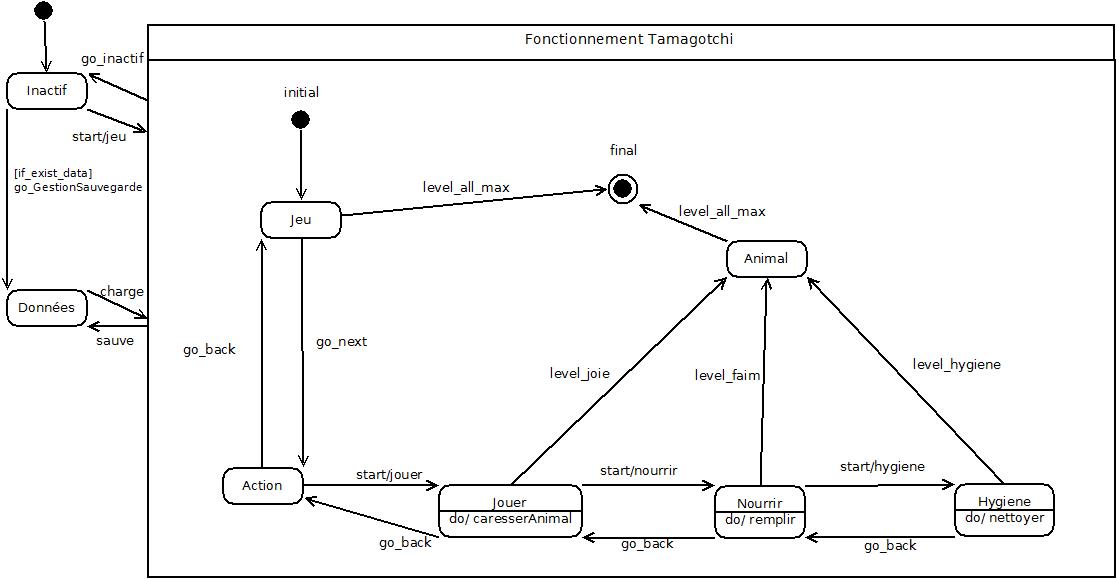 Fonctionnement Tamagotchi
go_inactif
Inactif
initial
start/jeu
final
[if_exist_data]
go_GestionSauvegarde
level_all_max
level_all_max
Jeu
Animal
charge
Données
sauve
go_back
go_next
level_joie
level_faim
level_hygiene
Action
start/jouer
start/nourrir
start/hygiene
Jouer
do/ caresserAnimal
Nourrir
do/ remplir
Hygiene
do/ nettoyer
go_back
go_back
go_back